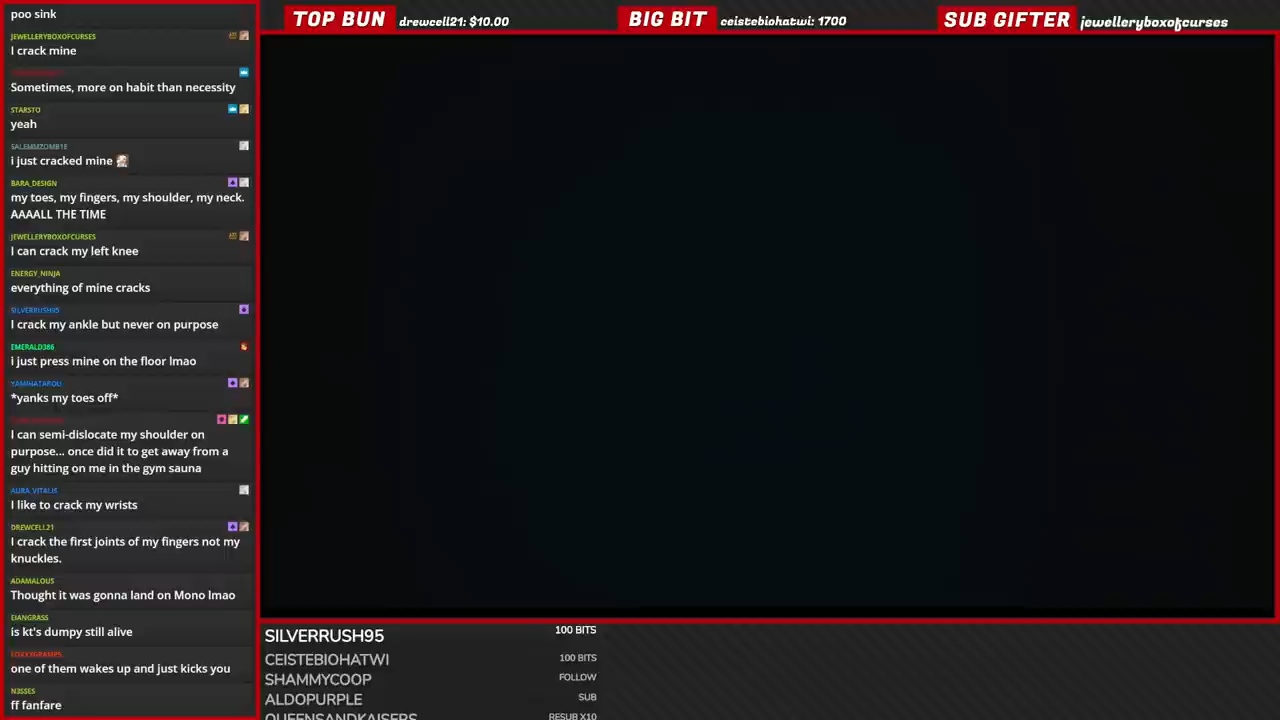 poo sink
TOP BUN drewcell21: $10.00
BIG BIT ceistebiohatwi: 1700
SUB GIFTER jewelleryboxofcurses
JEWELLERYBOXOFCURSES
I crack mine
Sometimes, more on habit than necessity
STARSTO
yeah
SALEMMZOMB1E
i just cracked mine
BARA_DESIGN
my toes, my fingers, my shoulder, my neck.
AAAALL THE TIME
JEWELLERYBOXOFCURSES
I can crack my left knee
ENERGY_NINJA
everything of mine cracks
SILVERRUSH95
I crack my ankle but never on purpose
EMERALD386
i just press mine on the floor lmao
YAMIHATAROU
*yanks my toes off*
I can semi-dislocate my shoulder on
purpose... once did it to get away from a
guy hitting on me in the gym sauna
AURA_VITALIS
I like to crack my wrists
DREWCELL21
I crack the first joints of my fingers not my
knuckles.
ADAMALOUS
Thought it was gonna land on Mono lmao
EIANGRASS
is kt's dumpy still alive
one of them wakes up and just kicks you
N3SSES
ff fanfare
SILVERRUSH95 100 BITS
CEISTEBIOHATWI 100 BITS
SHAMMYCOOP FOLLOW
ALDOPURPLE SUB
QUEENSANDKAISERS RESUB X10